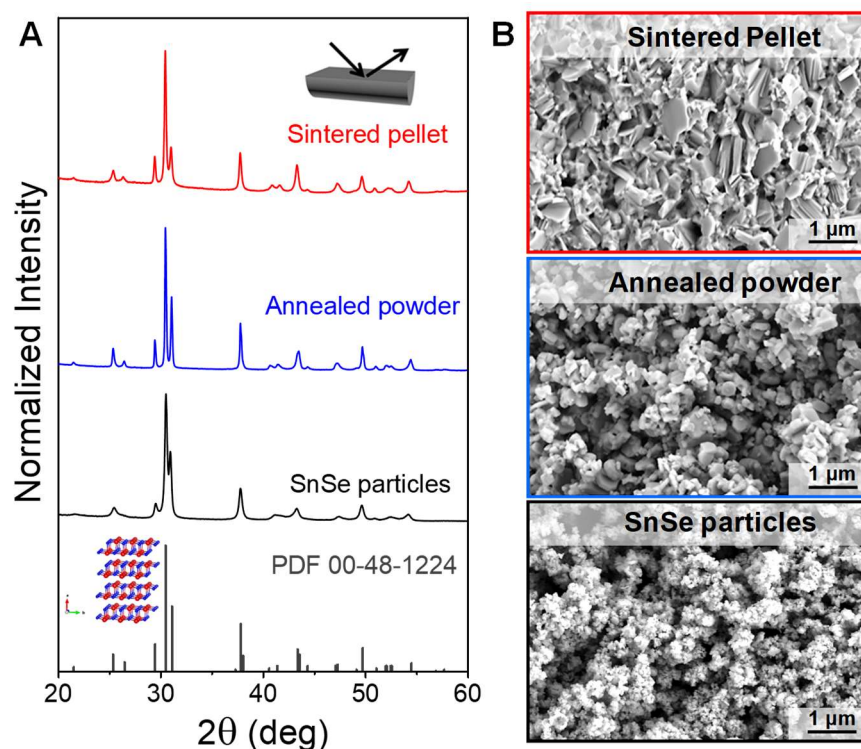 A
Normalized Intensity
Sintered pellet
Annealed powder
SnSe particles
PDF 00-48-1224
20 30 40 50 60
2θ (deg)
B
Sintered Pellet
1 µm
Annealed powder
1 µm
SnSe particles
1 µm